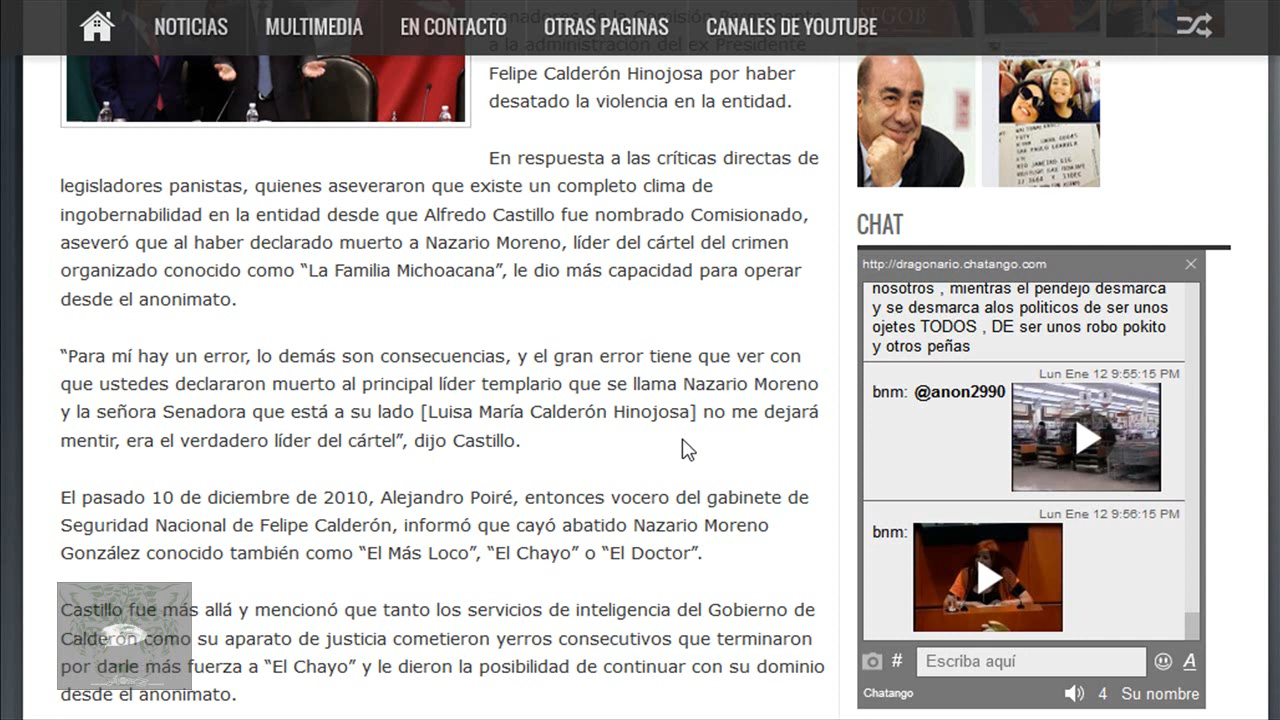 NOTICIAS MULTIMEDIA EN CONTACTO OTRAS PAGINAS CANALES DE YOUTUBE
senadores de la Comisión Permanente
a la administración del ex Presidente
Felipe Calderón Hinojosa por haber
desatado la violencia en la entidad.
En respuesta a las críticas directas de
legisladores panistas, quienes aseveraron que existe un completo clima de
ingobernabilidad en la entidad desde que Alfredo Castillo fue nombrado Comisionado,
aseveró que al haber declarado muerto a Nazario Moreno, líder del cártel del crimen
organizado conocido como “La Familia Michoacana”, le dio más capacidad para operar
desde el anonimato.
“Para mí hay un error, lo demás son consecuencias, y el gran error tiene que ver con
que ustedes declararon muerto al principal líder templario que se llama Nazario Moreno
y la señora Senadora que está a su lado [Luisa María Calderón Hinojosa] no me dejará
mentir, era el verdadero líder del cártel”, dijo Castillo.
El pasado 10 de diciembre de 2010, Alejandro Poiré, entonces vocero del gabinete de
Seguridad Nacional de Felipe Calderón, informó que cayó abatido Nazario Moreno
González conocido también como “El Más Loco”, “El Chayo” o “El Doctor”.
Castillo fue más allá y mencionó que tanto los servicios de inteligencia del Gobierno de
Calderón como su aparato de justicia cometieron yerros consecutivos que terminaron
por darle más fuerza a “El Chayo” y le dieron la posibilidad de continuar con su dominio
desde el anonimato.
SEGOB
CHAT
http://dragonario.chatango.com
nosotros , mientras el pendejo desmarca
y se desmarca alos politicos de ser unos
ojetes TODOS , DE ser unos robo pokito
y otros peñas
Lun Ene 12 9:55:15 PM
bnm: @anon2990
Lun Ene 12 9:56:15 PM
bnm:
# Escriba aquí A
Chatango 4 Su nombre